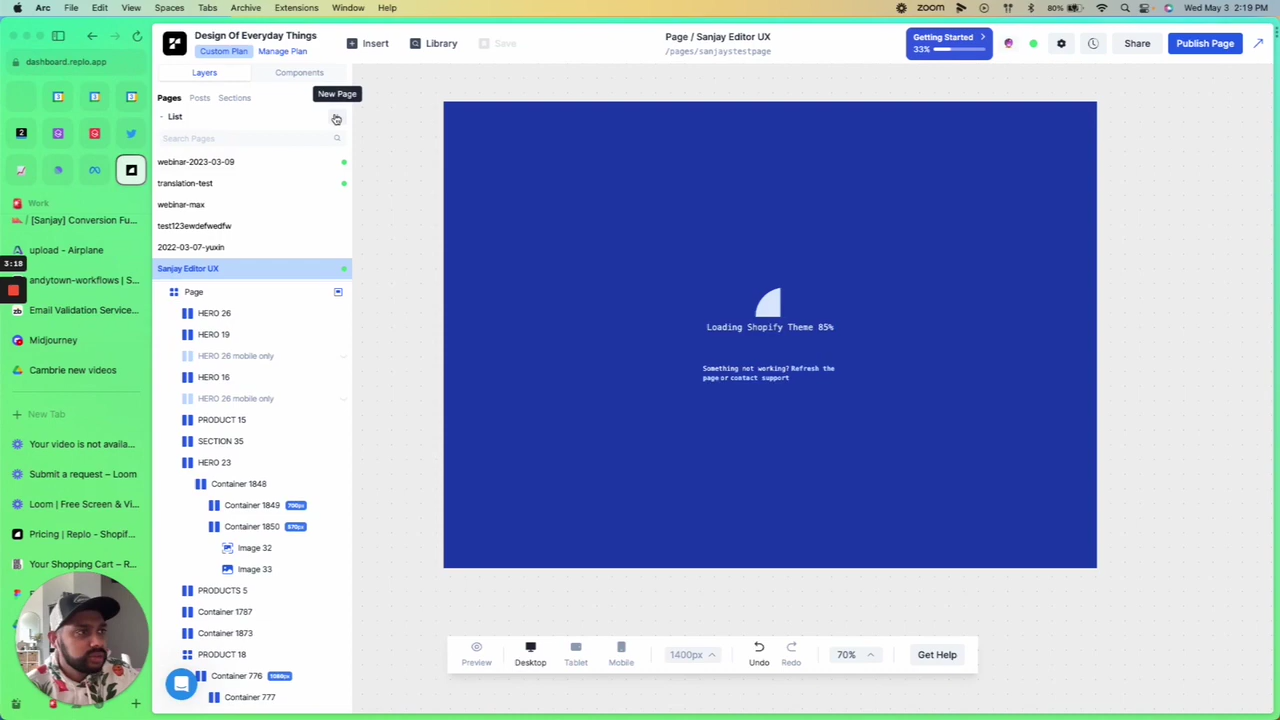 Arc File Edit View Spaces Tabs Archive Extensions Window Help
ZOOM 80% Wed May 3 2:19 PM
dashboard.replo.app
2
Work
/ [Sanjay] Conversion Fu...
upload - Airplane
3:18
andytown-workflows | S...
zb Email Validation Service...
Midjourney
Cambrie new videos
New Tab
Your video is not availa...
Submit a request – Loom
Loom | Free Screen & Vi...
Pricing | Replo - Shopif...
Your Shopping Cart – R...
Design Of Everyday Things
Custom Plan Manage Plan
Insert
Library
Save
Page / Sanjay Editor UX
/pages/sanjaystestpage
Getting Started
33%
Share
Publish Page
Layers Components
Pages Posts Sections
New Page
List
Search Pages
webinar-2023-03-09
translation-test
webinar-max
test123ewdefwedfw
2022-03-07-yuxin
Sanjay Editor UX
Page
HERO 26
HERO 19
HERO 26 mobile only
HERO 16
HERO 26 mobile only
PRODUCT 15
SECTION 35
HERO 23
Container 1848
Container 1849 700px
Container 1850 570px
Image 32
Image 33
PRODUCTS 5
Container 1787
Container 1873
PRODUCT 18
Container 776 1080px
Container 777
Loading Shopify Theme 85%
Something not working? Refresh the
page or contact support
Preview Desktop Tablet Mobile 1400px Undo Redo 70% Get Help